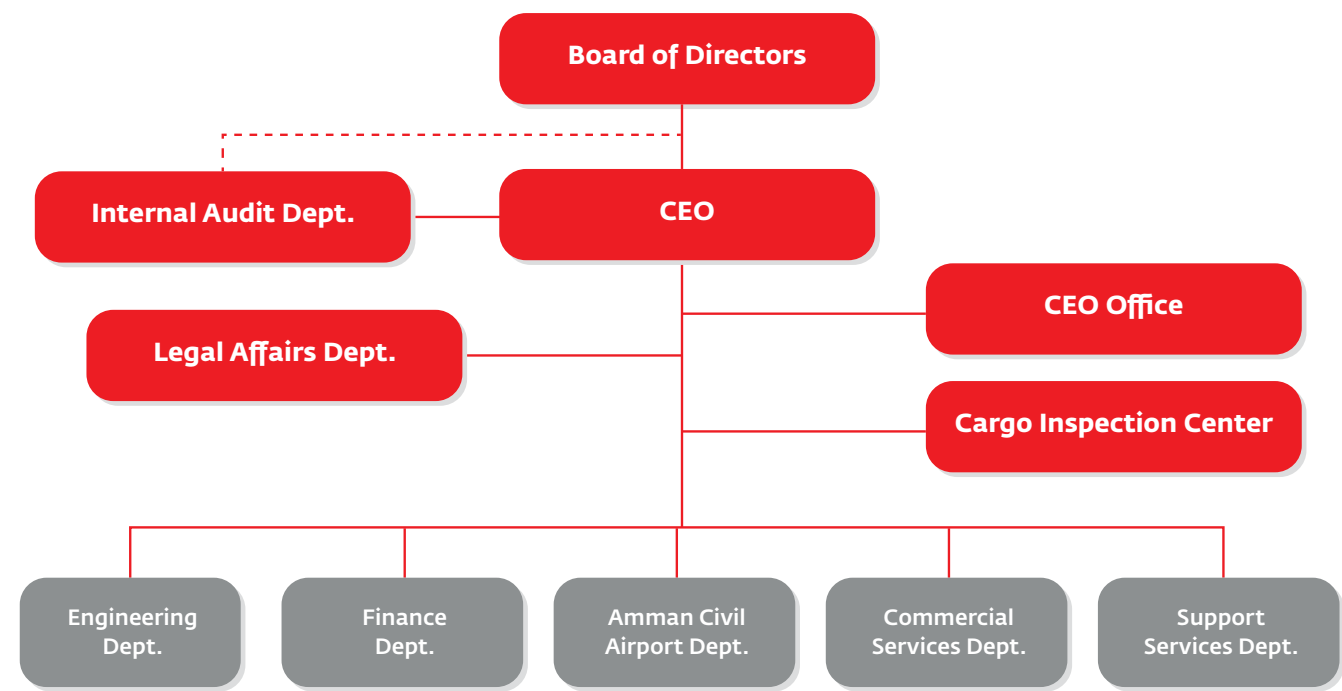 Board of Directors
Internal Audit Dept.
CEO
CEO Office
Legal Affairs Dept.
Cargo Inspection Center
Engineering
Dept.
Finance
Dept.
Amman Civil
Airport Dept.
Commercial
Services Dept.
Support
Services Dept.